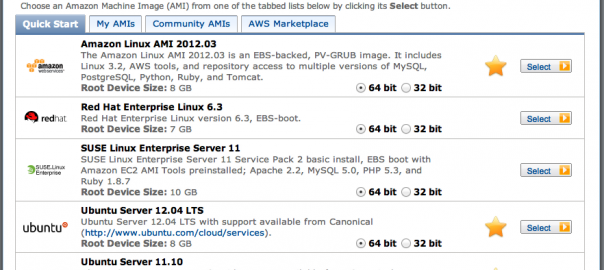 Choose an Amazon Machine Image (AMI) from one of the tabbed lists below by clicking its Select button.
Quick Start
My AMIs
Community AMIs
AWS Marketplace
amazon
webservices
Amazon Linux AMI 2012.03
The Amazon Linux AMI 2012.03 is an EBS-backed, PV-GRUB image. It includes
Linux 3.2, AWS tools, and repository access to multiple versions of MySQL,
PostgreSQL, Python, Ruby, and Tomcat.
Root Device Size: 8 GB
64 bit
32 bit
Select
redhat
Red Hat Enterprise Linux 6.3
Red Hat Enterprise Linux version 6.3, EBS-boot.
Root Device Size: 7 GB
64 bit
32 bit
Select
SUSE Linux
Enterprise
SUSE Linux Enterprise Server 11
SUSE Linux Enterprise Server 11 Service Pack 2 basic install, EBS boot with
Amazon EC2 AMI Tools preinstalled; Apache 2.2, MySQL 5.0, PHP 5.3, and
Ruby 1.8.7
Root Device Size: 10 GB
64 bit
32 bit
Select
ubuntu
Ubuntu Server 12.04 LTS
Ubuntu Server 12.04 LTS with support available from Canonical
(http://www.ubuntu.com/cloud/services).
Root Device Size: 8 GB
64 bit
32 bit
Select
Ubuntu Server 11.10